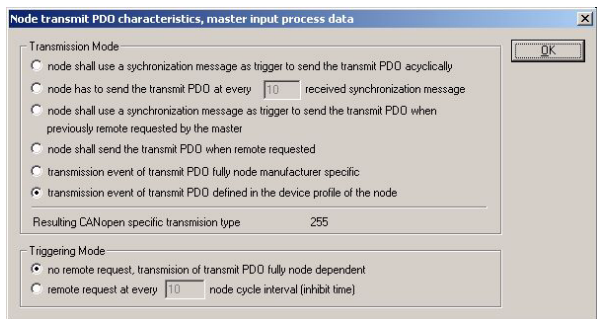 Node transmit PDO characteristics, master input process data
Transmission Mode
OK
node shall use a sychronization message as trigger to send the transmit PDO acyclically
node has to send the transmit PDO at every 10 received synchronization message
node shall use a synchronization message as trigger to send the transmit PDO when
previously remote requested by the master
node shall send the transmit PDO when remote requested
transmission event of transmit PDO fully node manufacturer specific
transmission event of transmit PDO defined in the device profile of the node
Resulting CANopen specific transmision type 255
Triggering Mode
no remote request, transmision of transmit PDO fully node dependent
remote request at every 10 node cycle interval (inhibit time)